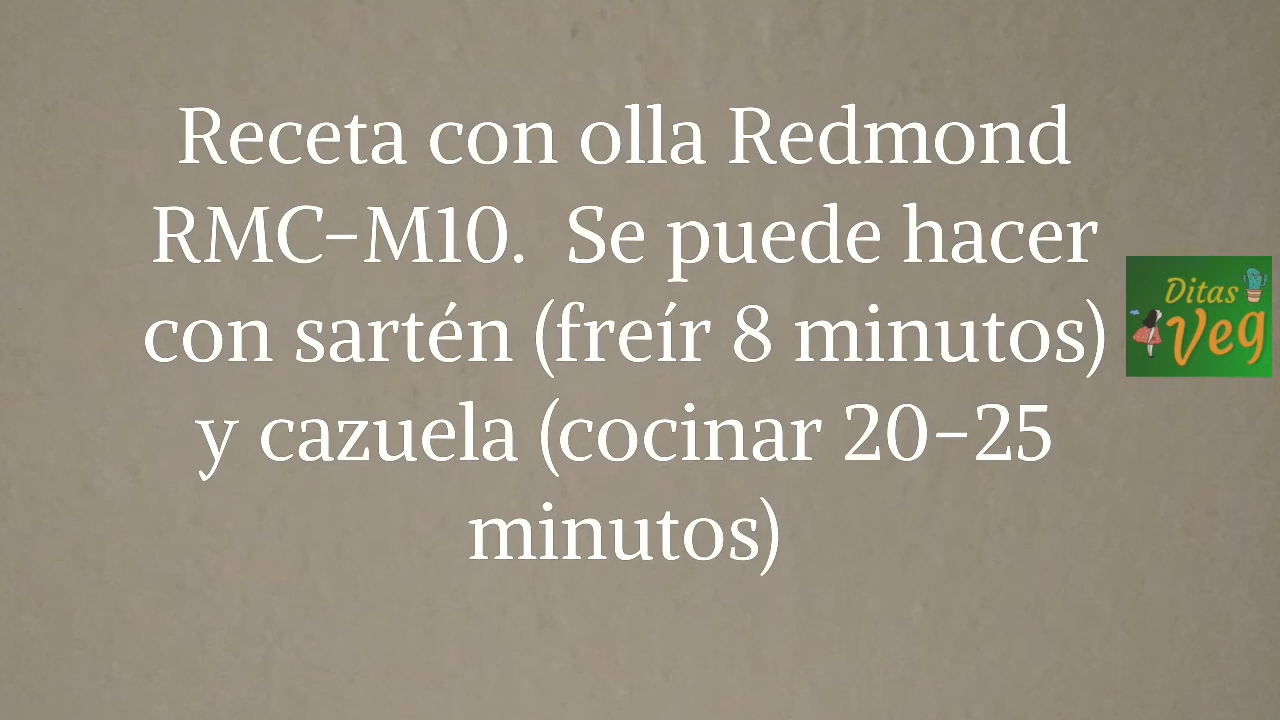 Receta con olla Redmond
RMC-M10.  Se puede hacer
con sartén (freír 8 minutos)
y cazuela (cocinar 20-25
minutos)
Ditas
Veg